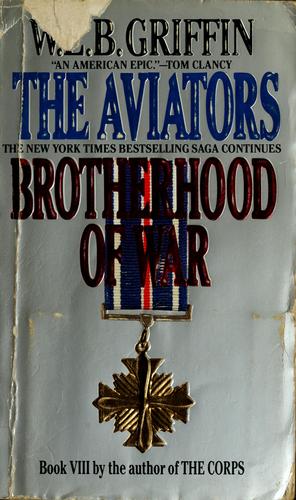 W.E.B. GRIFFIN
"AN AMERICAN EPIC."—TOM CLANCY
THE AVIATORS
THE NEW YORK TIMES BESTSELLING SAGA CONTINUES
BROTHERHOOD
OF WAR
Book VIII by the author of THE CORPS